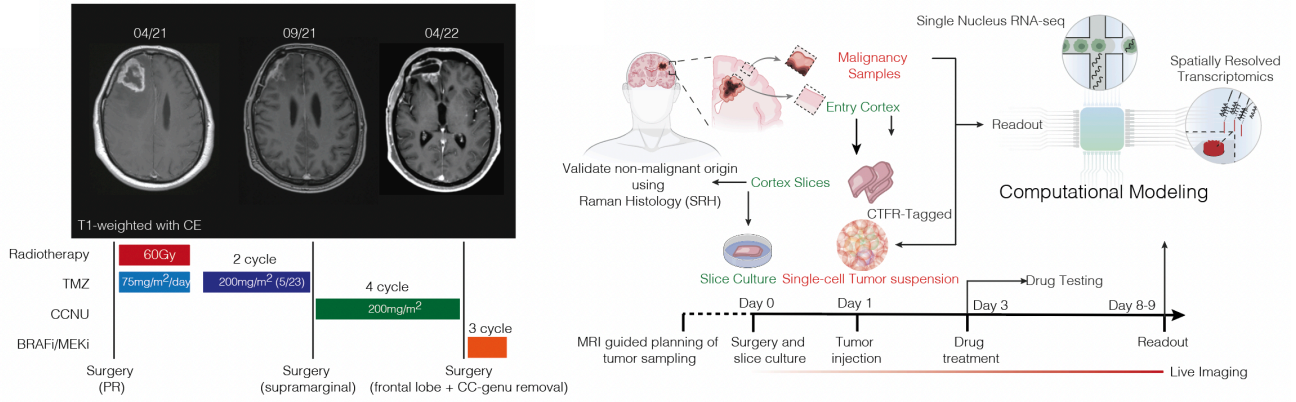 04/21
09/21
04/22
T1-weighted with CE
Radiotherapy
60Gy
2 cycle
TMZ
75mg/m²/day
200mg/m² (5/23)
4 cycle
CCNU
200mg/m²
3 cycle
BRAFi/MEKi
Surgery
(PR)
Surgery
(supramarginal)
Surgery
(frontal lobe + CC-genu removal)
Single Nucleus RNA-seq
Malignancy
Samples
Spatially Resolved
Transcriptomics
Entry Cortex
Readout
Validate non-malignant origin
using
Raman Histology (SRH)
Cortex Slices
Computational Modeling
CTFR-Tagged
Slice Culture
Single-cell Tumor suspension
Drug Testing
Day 0
Day 1
Day 3
Day 8-9
MRI guided planning of
tumor sampling
Surgery and
slice culture
Tumor
injection
Drug
treatment
Readout
Live Imaging